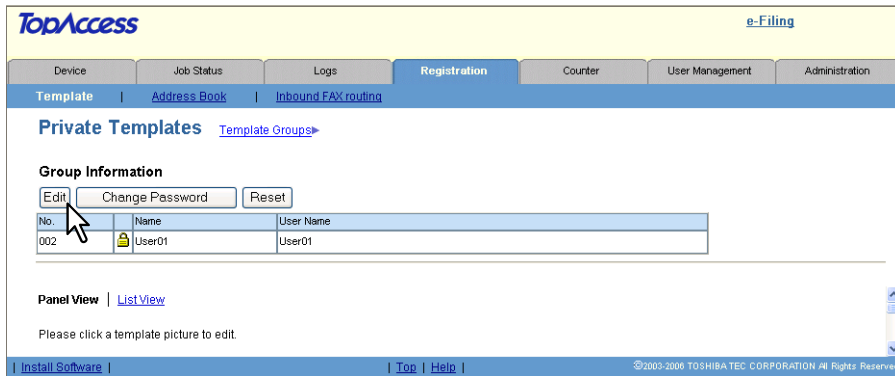 TopAccess
e-Filing
Device Job Status Logs Registration Counter User Management Administration
Template | Address Book | Inbound FAX routing
Private Templates Template Groups▶
Group Information
Edit Change Password Reset
No. Name User Name
002 User01 User01
Panel View | List View
Please click a template picture to edit.
| Install Software | | Top | Help | ©2003-2006 TOSHIBA TEC CORPORATION All Rights Reserve